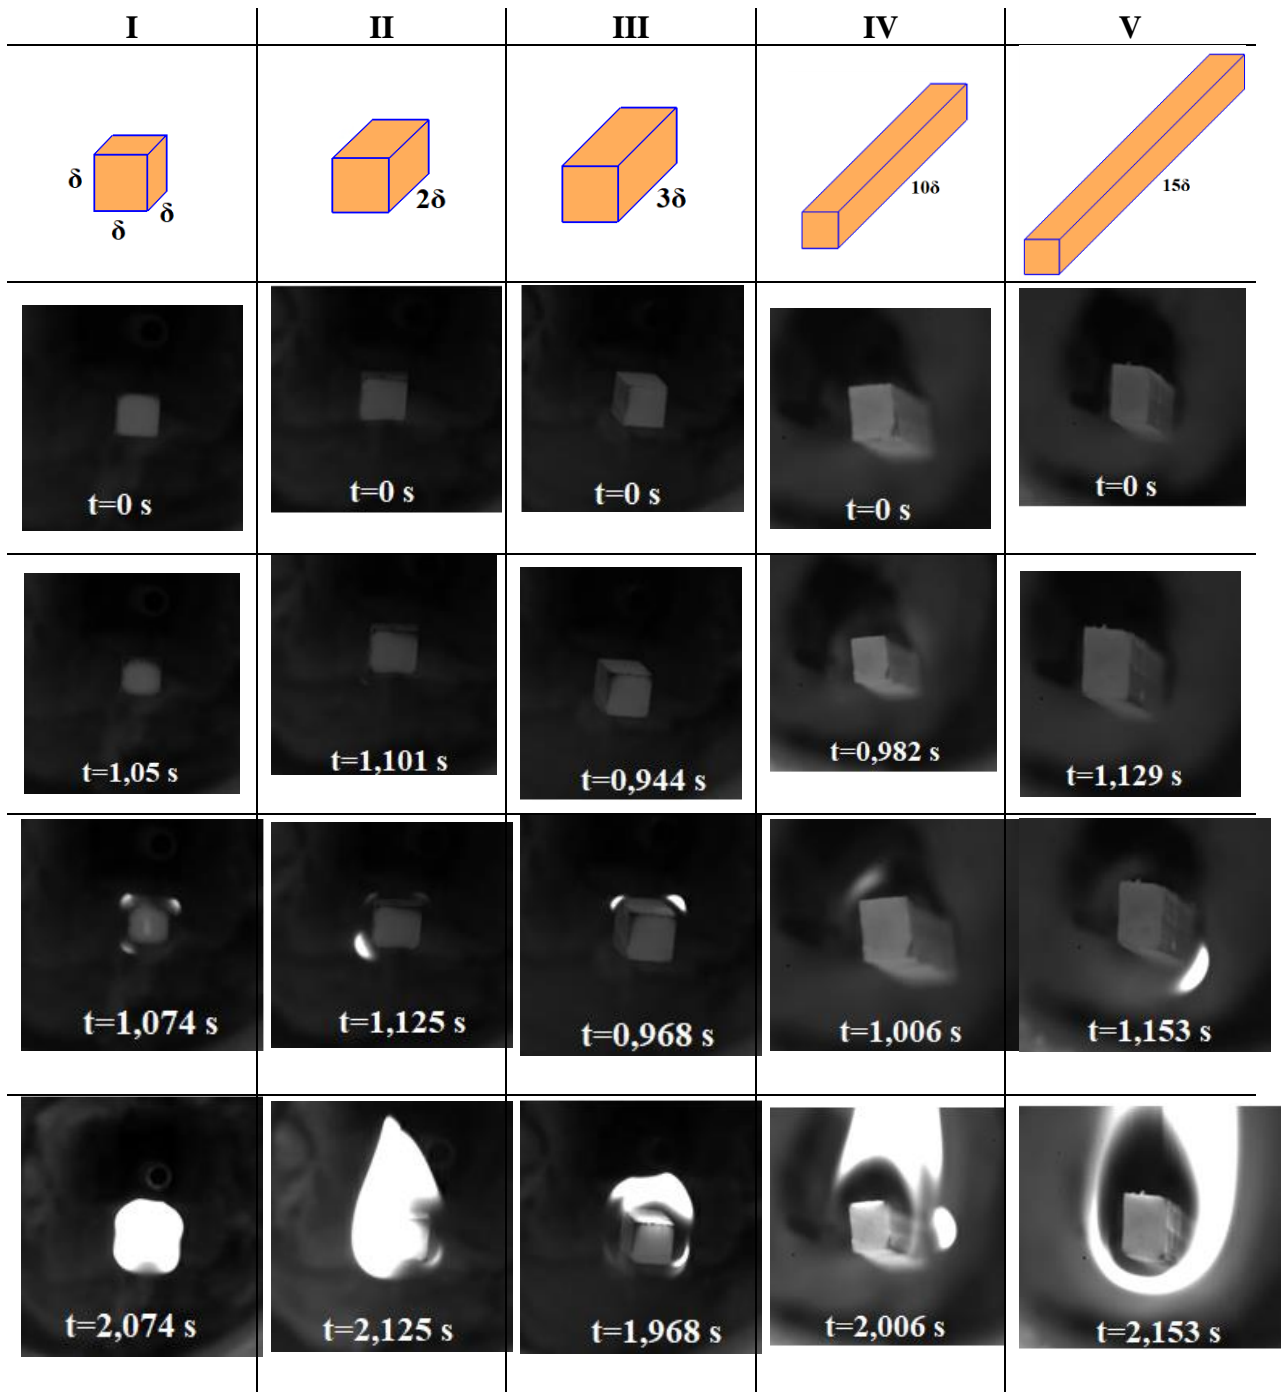 I II III IV V
δ
δ
δ
2δ
3δ
10δ
15δ
t=0 s
t=0 s
t=0 s
t=0 s
t=0 s
t=1,05 s
t=1,101 s
t=0,944 s
t=0,982 s
t=1,129 s
t=1,074 s
t=1,125 s
t=0,968 s
t=1,006 s
t=1,153 s
t=2,074 s
t=2,125 s
t=1,968 s
t=2,006 s
t=2,153 s